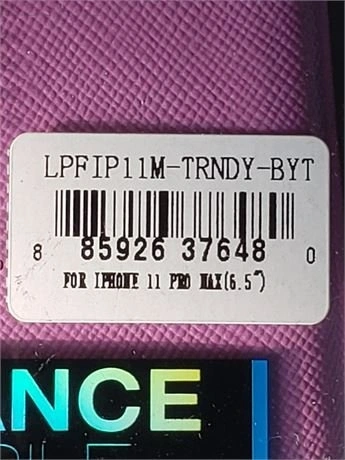 LPFIP11M-TRNDY-BYT
8 85926 37648 0
FOR IPHONE 11 PRO MAX(6.5")
ANCE